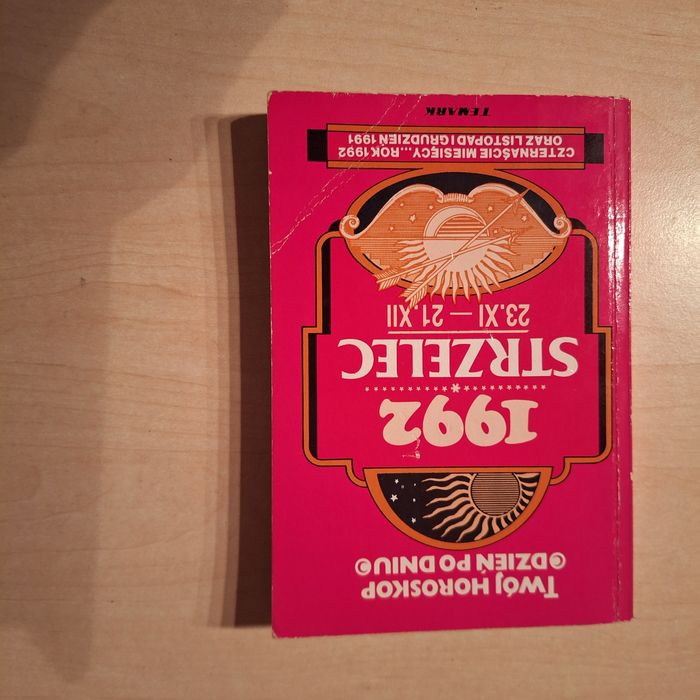 TWÓJ HOROSKOP
DZIEŃ PO DNIU
1992
STRZELEC
23.XI — 21.XII
CZTERNAŚCIE MIESIĘCY...ROK 1992
ORAZ LISTOPAD I GRUDZIEŃ 1991
TEMARK